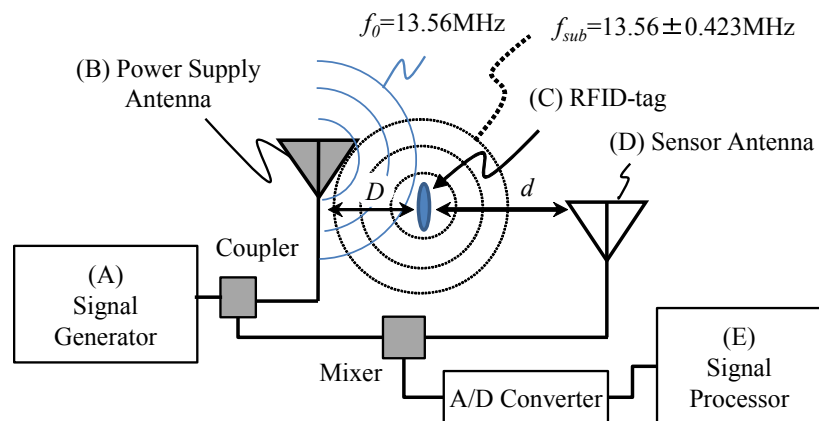 f0=13.56MHz
fsub=13.56±0.423MHz
(B) Power Supply
Antenna
(C) RFID-tag
(D) Sensor Antenna
D
d
Coupler
(A)
Signal
Generator
Mixer
A/D Converter
(E)
Signal
Processor